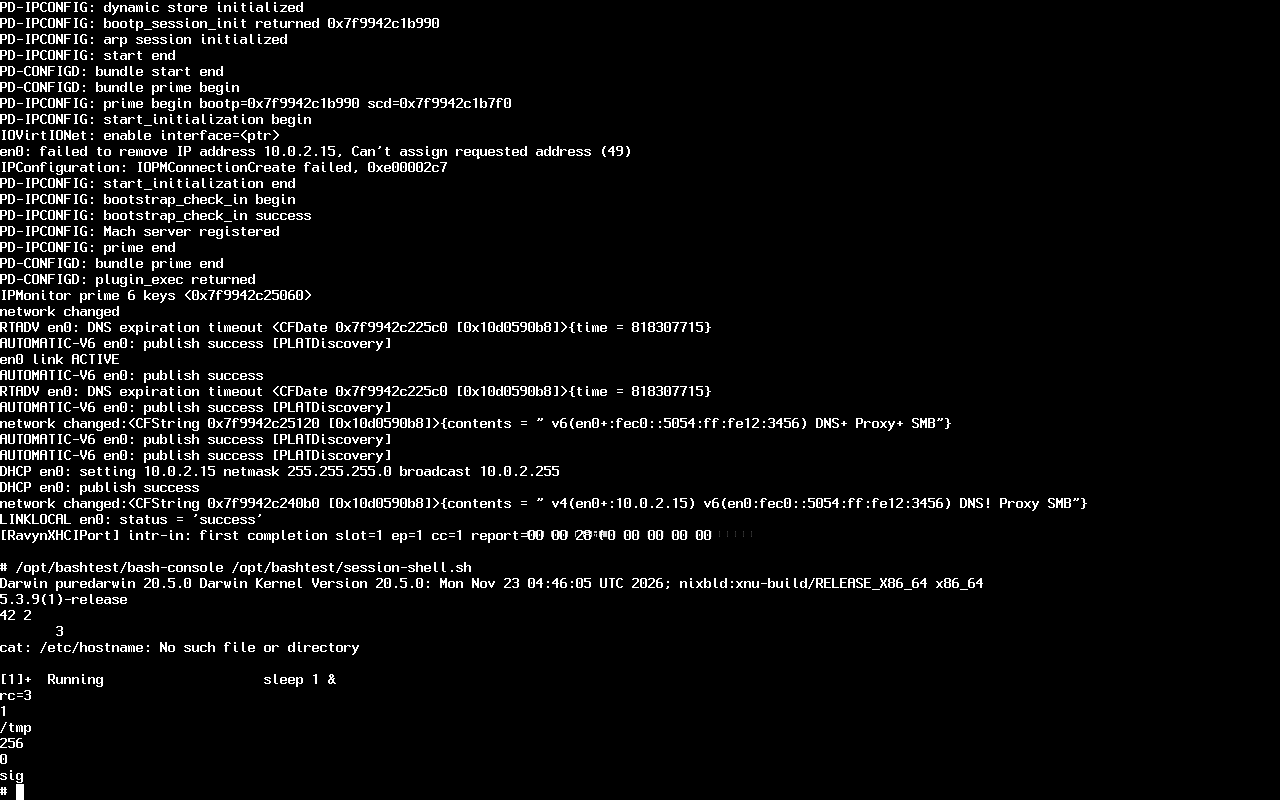 PD-IPCONFIG: dynamic store initialized
PD-IPCONFIG: bootp_session_init returned 0x7f9942c1b990
PD-IPCONFIG: arp session initialized
PD-IPCONFIG: start end
PD-CONFIGD: bundle start end
PD-CONFIGD: bundle prime begin
PD-IPCONFIG: prime begin bootp=0x7f9942c1b990 scd=0x7f9942c1b7f0
PD-IPCONFIG: start_initialization begin
IOVirtIONet: enable interface=<ptr>
en0: failed to remove IP address 10.0.2.15, Can't assign requested address (49)
IPConfiguration: IOPMConnectionCreate failed, 0xe00002c7
PD-IPCONFIG: start_initialization end
PD-IPCONFIG: bootstrap_check_in begin
PD-IPCONFIG: bootstrap_check_in success
PD-IPCONFIG: Mach server registered
PD-IPCONFIG: prime end
PD-CONFIGD: bundle prime end
PD-CONFIGD: plugin_exec returned
IPMonitor prime 6 keys <0x7f9942c25060>
network changed
RTADV en0: DNS expiration timeout <CFDate 0x7f9942c225c0 [0x10d0590b8]>{time = 818307715}
AUTOMATIC-V6 en0: publish success [PLATDiscovery]
en0 link ACTIVE
AUTOMATIC-V6 en0: publish success
RTADV en0: DNS expiration timeout <CFDate 0x7f9942c225c0 [0x10d0590b8]>{time = 818307715}
AUTOMATIC-V6 en0: publish success [PLATDiscovery]
network changed:<CFString 0x7f9942c25120 [0x10d0590b8]>{contents = " v6(en0+:fec0::5054:ff:fe12:3456) DNS+ Proxy+ SMB"}
AUTOMATIC-V6 en0: publish success [PLATDiscovery]
AUTOMATIC-V6 en0: publish success [PLATDiscovery]
DHCP en0: setting 10.0.2.15 netmask 255.255.255.0 broadcast 10.0.2.255
DHCP en0: publish success
network changed:<CFString 0x7f9942c240b0 [0x10d0590b8]>{contents = " v4(en0+:10.0.2.15) v6(en0:fec0::5054:ff:fe12:3456) DNS! Proxy SMB"}
LINKLOCAL en0: status = 'success'
[RavynXHCIPort] intr-in: first completion slot=1 ep=1 cc=1 report=00 00 28 00 00 00 00
# /opt/bashtest/bash-console /opt/bashtest/session-shell.sh
Darwin puredarwin 20.5.0 Darwin Kernel Version 20.5.0: Mon Nov 23 04:46:05 UTC 2026; nixbld:xnu-build/RELEASE_X86_64 x86_64
5.3.9(1)-release
42 2
3
cat: /etc/hostname: No such file or directory
[1]+  Running                    sleep 1 &
rc=3
1
/tmp
256
0
sig
#